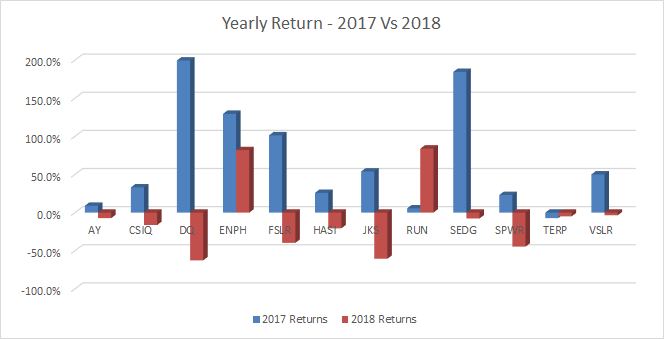 Yearly Return - 2017 Vs 2018
200.0%
150.0%
100.0%
50.0%
0.0%
AY CSIQ DQ ENPH FSLR HASI JKS RUN SEDG SPWR TERP VSLR
-50.0%
-100.0%
2017 Returns 2018 Returns